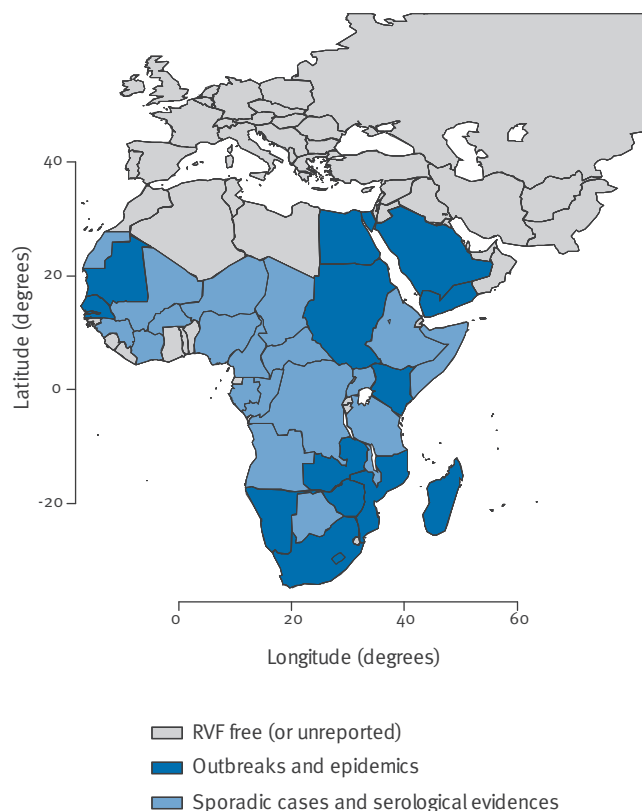 40
20
0
-20
Latitude (degrees)
0
20
40
60
Longitude (degrees)
RVF free (or unreported)
Outbreaks and epidemics
Sporadic cases and serological evidences